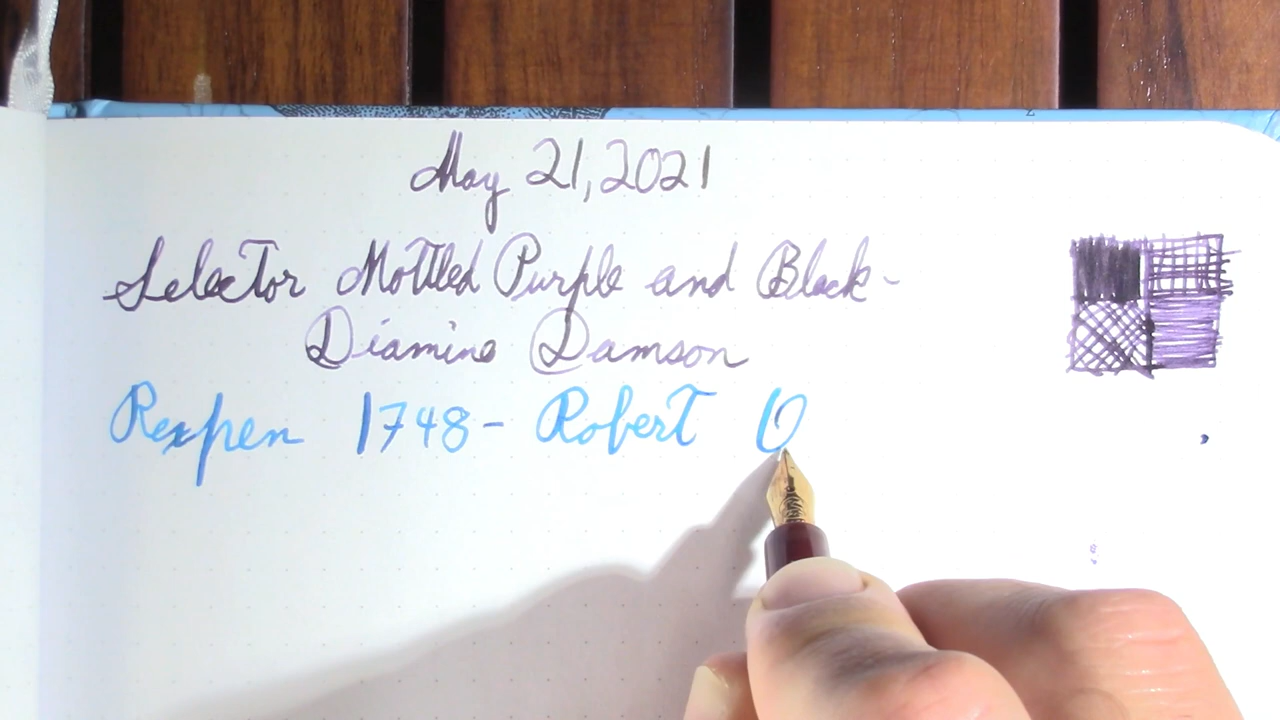 May 21, 2021
Selector Mottled Purple and Black-
Diamine Damson
Rexpen 1748- Robert O